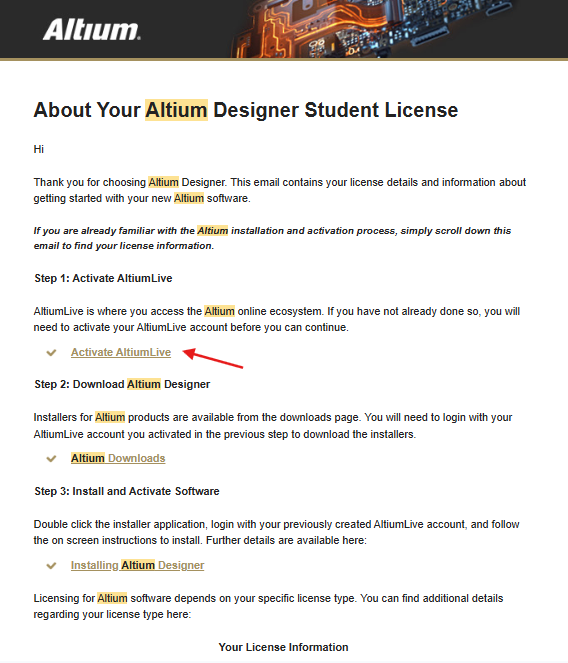 Altium.
About Your Altium Designer Student License
Hi
Thank you for choosing Altium Designer. This email contains your license details and information about
getting started with your new Altium software.
If you are already familiar with the Altium installation and activation process, simply scroll down this
email to find your license information.
Step 1: Activate AltiumLive
AltiumLive is where you access the Altium online ecosystem. If you have not already done so, you will
need to activate your AltiumLive account before you can continue.
Activate AltiumLive
Step 2: Download Altium Designer
Installers for Altium products are available from the downloads page. You will need to login with your
AltiumLive account you activated in the previous step to download the installers.
Altium Downloads
Step 3: Install and Activate Software
Double click the installer application, login with your previously created AltiumLive account, and follow
the on screen instructions to install. Further details are available here:
Installing Altium Designer
Licensing for Altium software depends on your specific license type. You can find additional details
regarding your license type here:
Your License Information